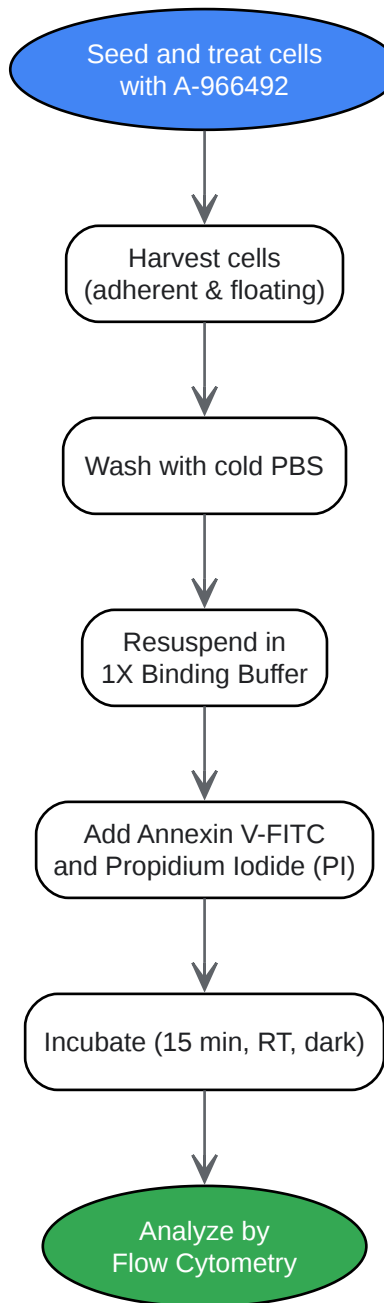 Seed and treat cells
with A-966492
Harvest cells
(adherent & floating)
Wash with cold PBS
Resuspend in
1X Binding Buffer
Add Annexin V-FITC
and Propidium Iodide (PI)
Incubate (15 min, RT, dark)
Analyze by
Flow Cytometry